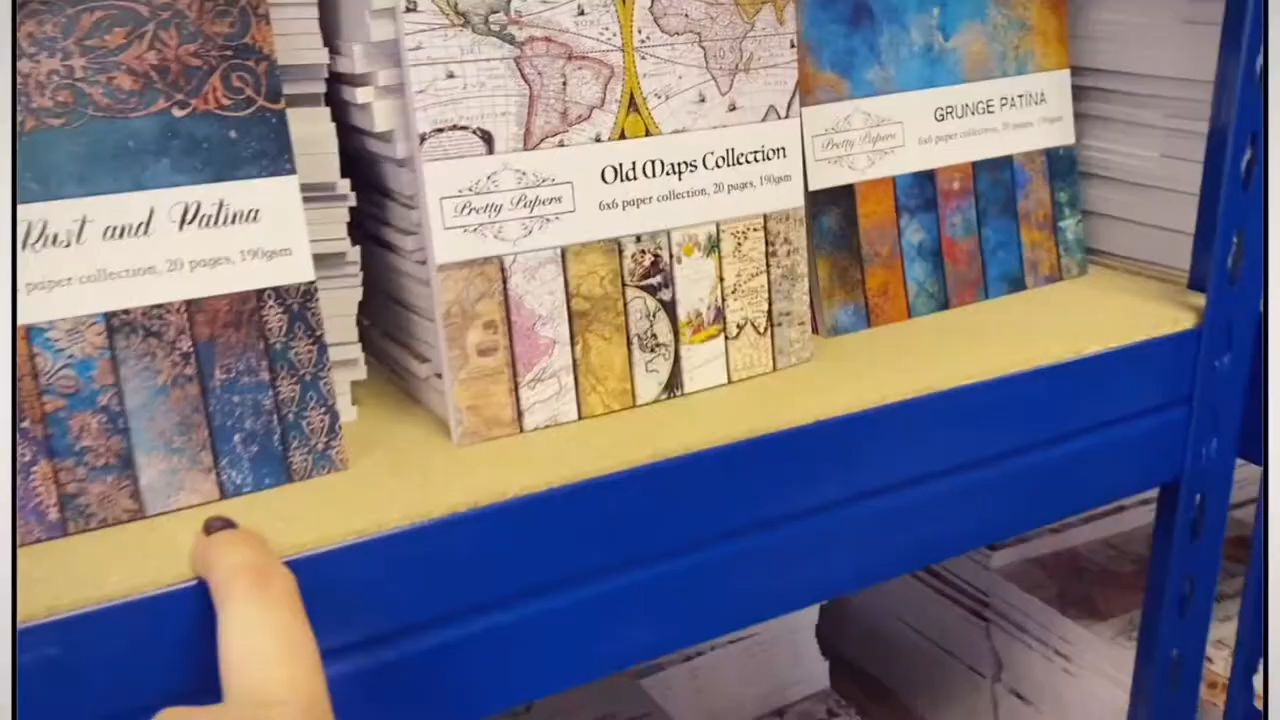 Rust and Patina
paper collection, 20 pages, 190gsm
Old Maps Collection
Pretty Papers
6x6 paper collection, 20 pages, 190gsm
GRUNGE PATINA
Pretty Papers
6x6 paper collection, 20 pages, 190gsm